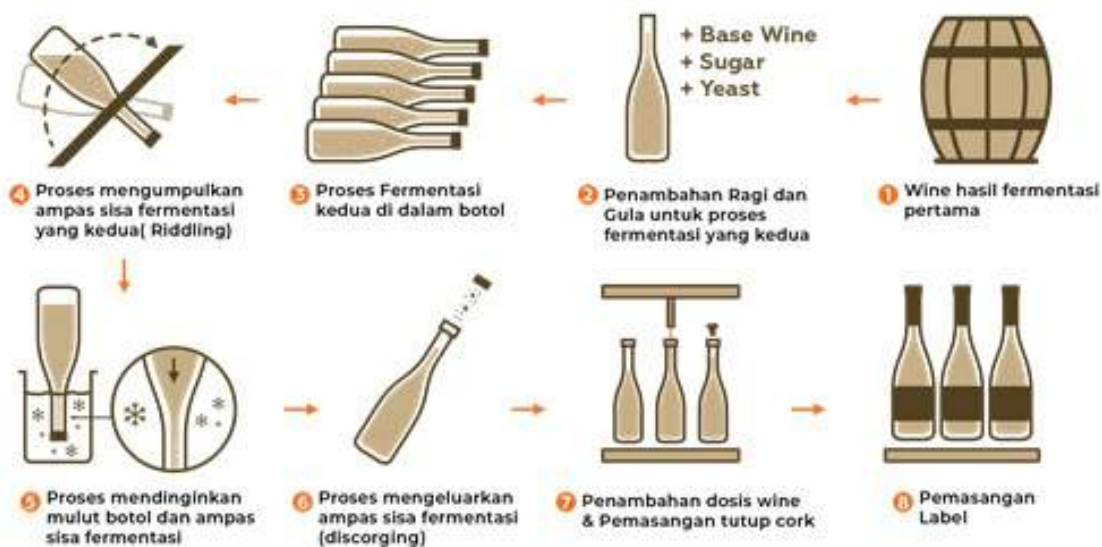 + Base Wine
+ Sugar
+ Yeast
1 Wine hasil fermentasi
pertama
2 Penambahan Ragi dan
Gula untuk proses
fermentasi yang kedua
3 Proses Fermentasi
kedua di dalam botol
4 Proses mengumpulkan
ampas sisa fermentasi
yang kedua( Riddling)
5 Proses mendinginkan
mulut botol dan ampas
sisa fermentasi
6 Proses mengeluarkan
ampas sisa fermentasi
(discorging)
7 Penambahan dosis wine
& Pemasangan tutup cork
8 Pemasangan
Label